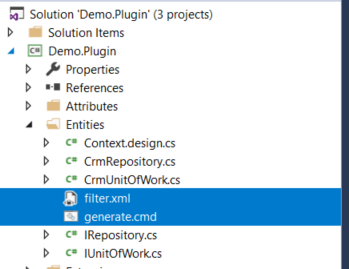 Solution 'Demo.Plugin' (3 projects)
Solution Items
C# Demo.Plugin
Properties
References
Attributes
Entities
C# Context.design.cs
C# CrmRepository.cs
C# CrmUnitOfWork.cs
filter.xml
generate.cmd
C# IRepository.cs
C# IUnitOfWork.cs